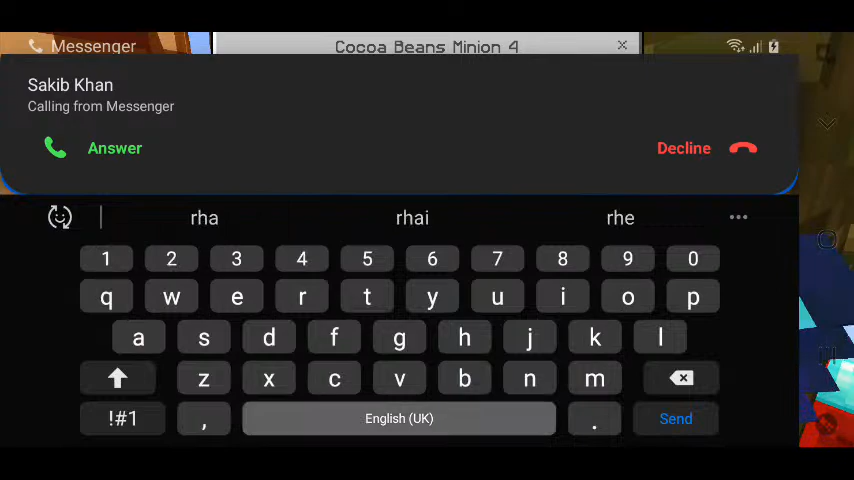 Messenger
Cocoa Beans Minion 4
Sakib Khan
Calling from Messenger
Answer
Decline
rha rhai rhe
1 2 3 4 5 6 7 8 9 0
q w e r t y u i o p
a s d f g h j k l
z x c v b n m
!#1 , English (UK) . Send